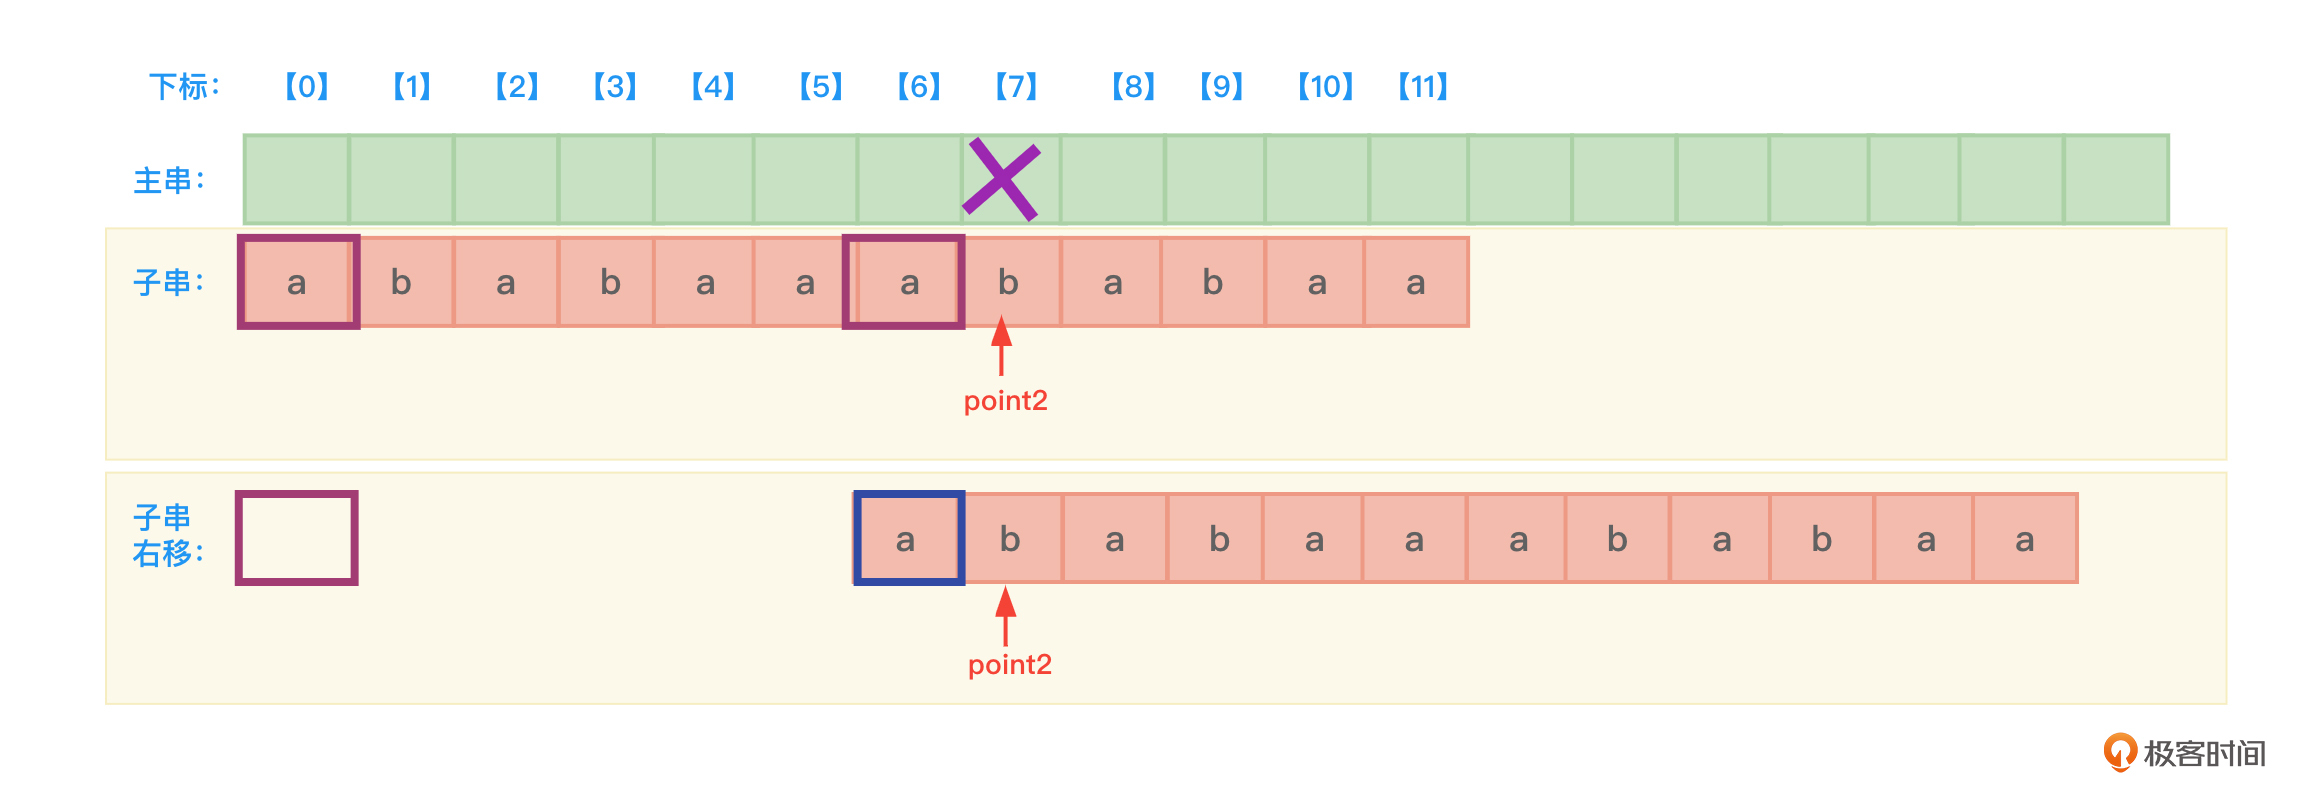 下标： 【0】 【1】 【2】 【3】 【4】 【5】 【6】 【7】 【8】 【9】 【10】 【11】
主串：
子串： a b a b a a a b a b a a
point2
子串
右移： a b a b a a a b a b a a
point2
极客时间